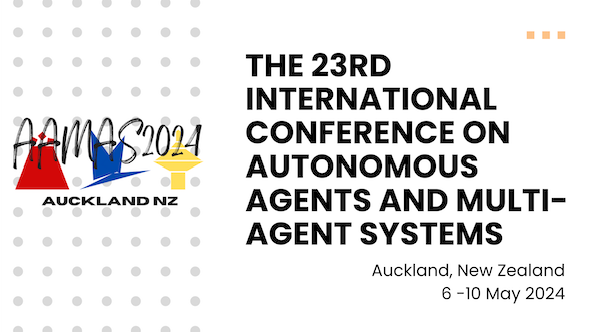 AAMAS2024
AUCKLAND NZ
THE 23RD
INTERNATIONAL
CONFERENCE ON
AUTONOMOUS
AGENTS AND MULTI-
AGENT SYSTEMS
Auckland, New Zealand
6 -10 May 2024